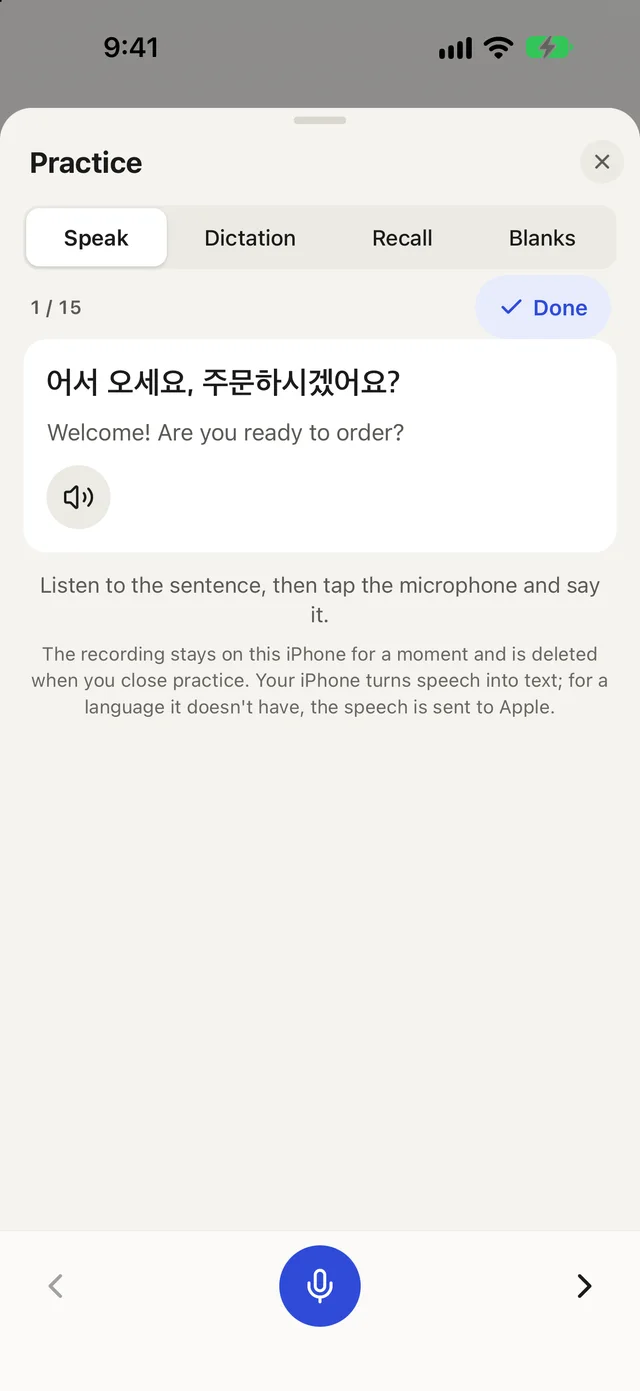 9:41
Practice
Speak Dictation Recall Blanks
1 / 15
Done
어서 오세요, 주문하시겠어요?
Welcome! Are you ready to order?
Listen to the sentence, then tap the microphone and say
it.
The recording stays on this iPhone for a moment and is deleted
when you close practice. Your iPhone turns speech into text; for a
language it doesn't have, the speech is sent to Apple.